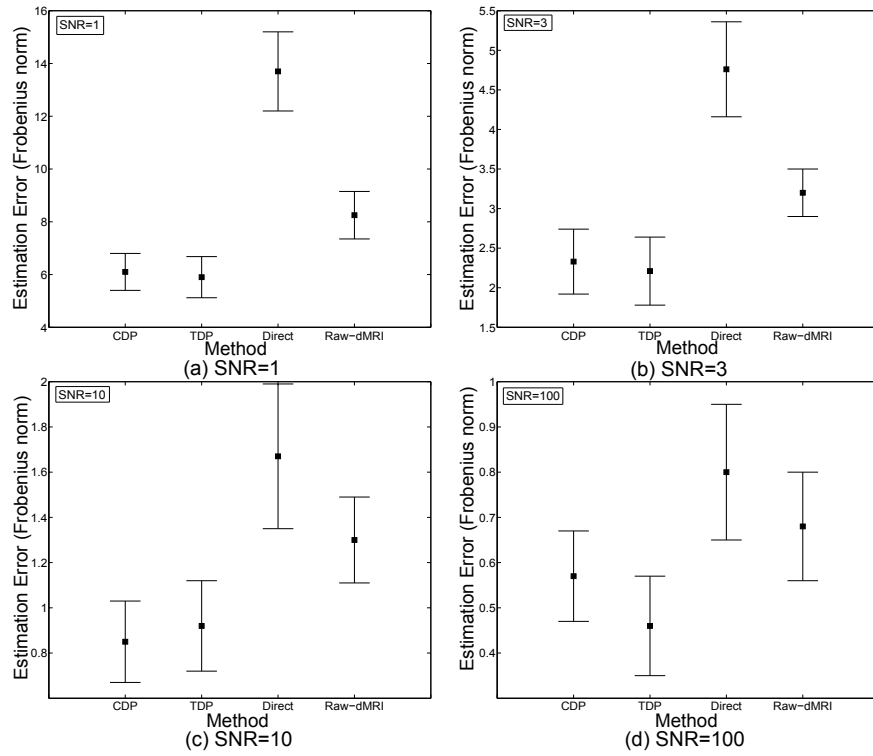 SNR=1
Estimation Error (Frobenius norm)
16
14
12
10
8
6
4
CDP
TDP
Direct
Raw-dMRI
Method
(a) SNR=1
SNR=3
Estimation Error (Frobenius norm)
5.5
5
4.5
4
3.5
3
2.5
2
1.5
CDP
TDP
Direct
Raw-dMRI
Method
(b) SNR=3
SNR=10
Estimation Error (Frobenius norm)
2
1.8
1.6
1.4
1.2
1
0.8
CDP
TDP
Direct
Raw-dMRI
Method
(c) SNR=10
SNR=100
Estimation Error (Frobenius norm)
1
0.9
0.8
0.7
0.6
0.5
0.4
CDP
TDP
Direct
Raw-dMRI
Method
(d) SNR=100